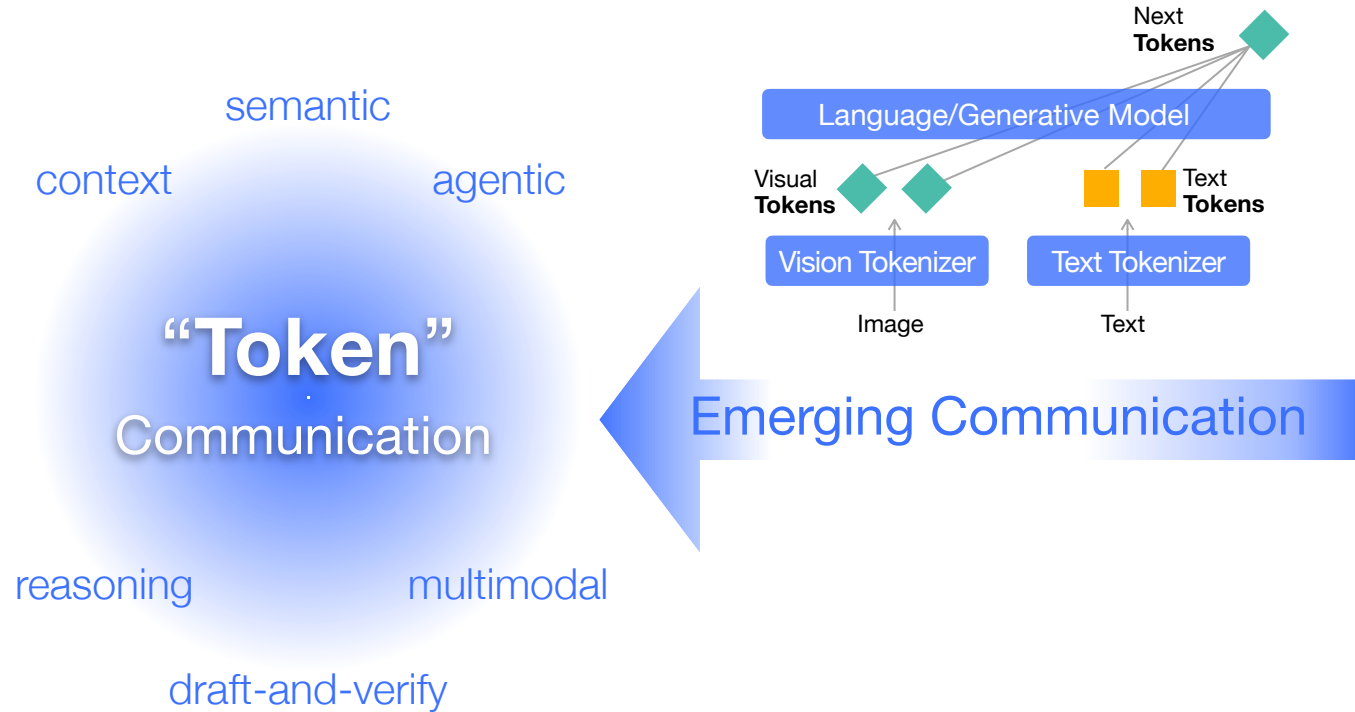 semantic
context
agentic
“Token”
Communication
reasoning
multimodal
draft-and-verify
Next
Tokens
Language/Generative Model
Visual
Tokens
Text
Tokens
Vision Tokenizer
Text Tokenizer
Image
Text
Emerging Communication